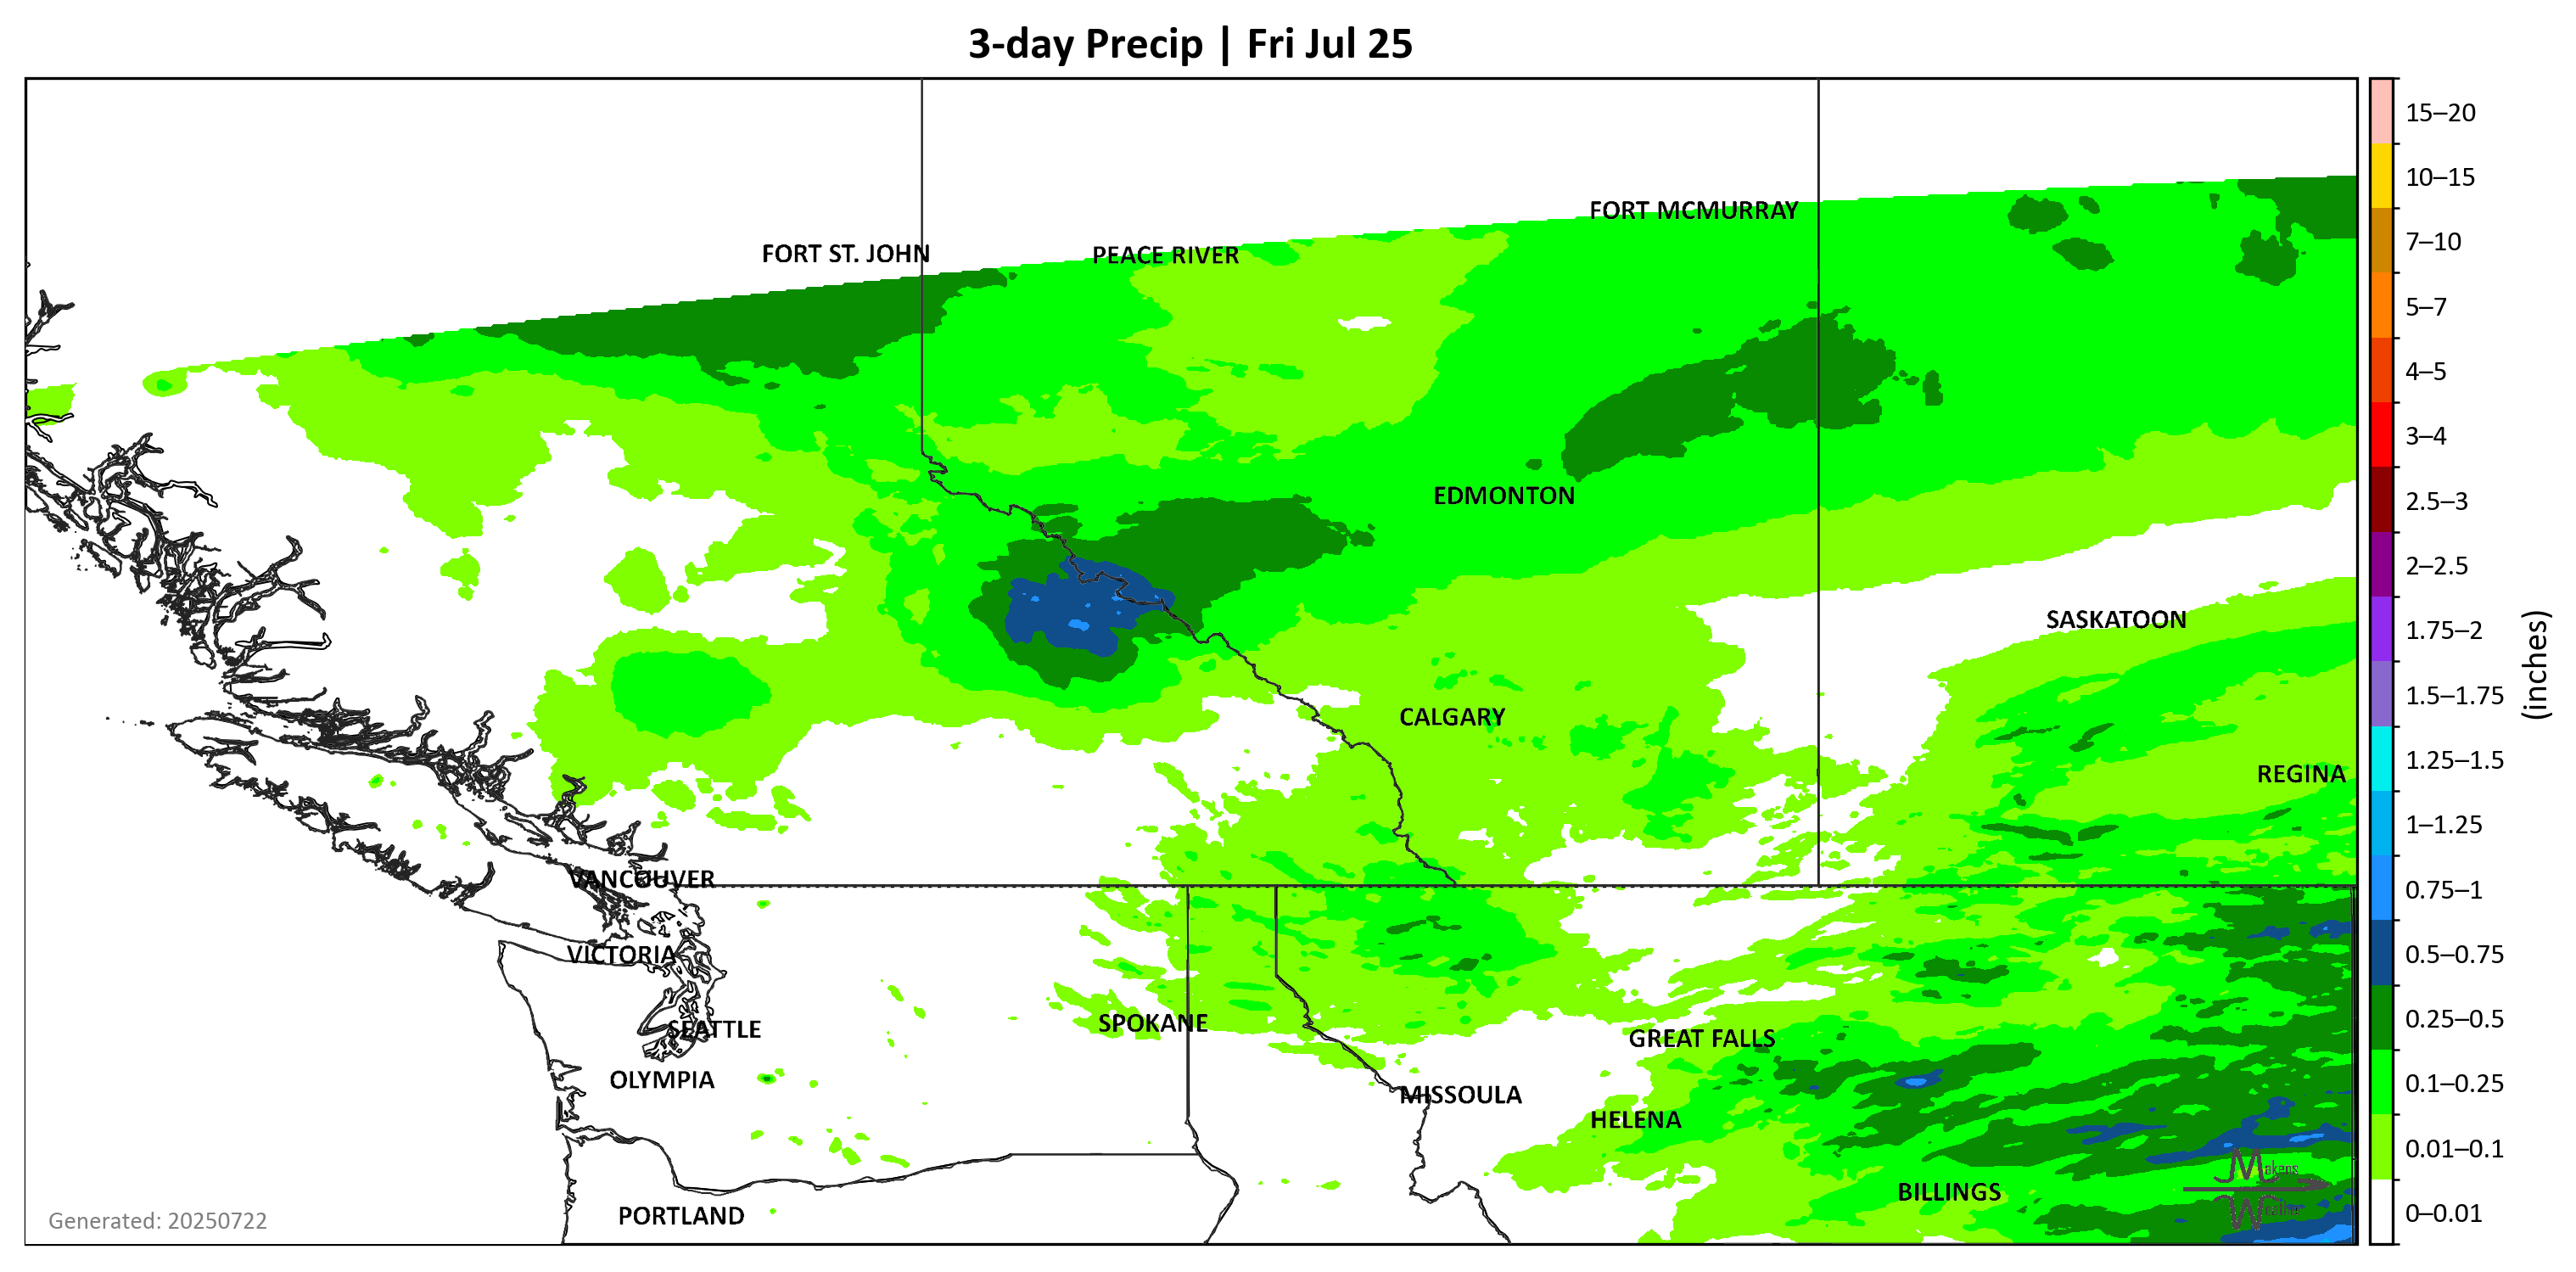 3-day Precip | Fri Jul 25
FORT MCMURRAY
FORT ST. JOHN
PEACE RIVER
EDMONTON
SASKATOON
CALGARY
REGINA
VANCOUVER
VICTORIA
SPOKANE
SEATTLE
GREAT FALLS
OLYMPIA
MISSOULA
HELENA
BILLINGS
PORTLAND
Generated: 20250722
Makens
Weather
15–20
10–15
7–10
5–7
4–5
3–4
2.5–3
2–2.5
1.75–2
1.5–1.75
1.25–1.5
1–1.25
0.75–1
0.5–0.75
0.25–0.5
0.1–0.25
0.01–0.1
0–0.01
(inches)